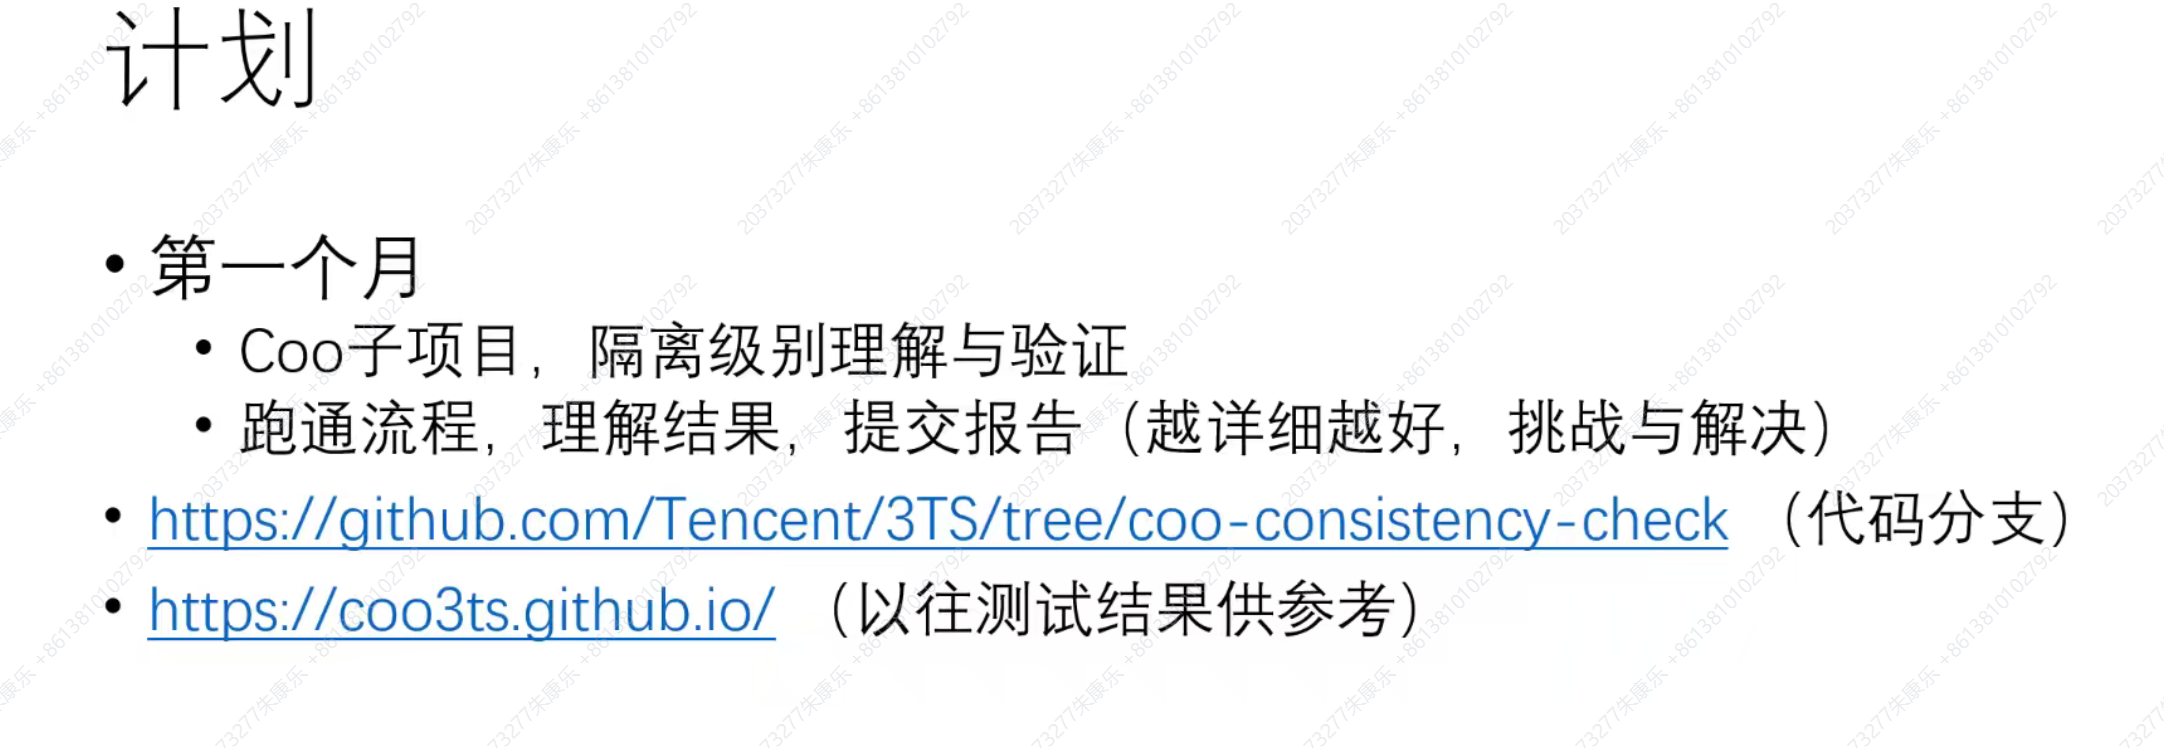 计划
• 第一个月
• Coo子项目，隔离级别理解与验证
• 跑通流程，理解结果，提交报告（越详细越好，挑战与解决）
• https://github.com/Tencent/3TS/tree/coo-consistency-check （代码分支）
• https://coo3ts.github.io/ （以往测试结果供参考）
20373277朱康乐 +8613810102792